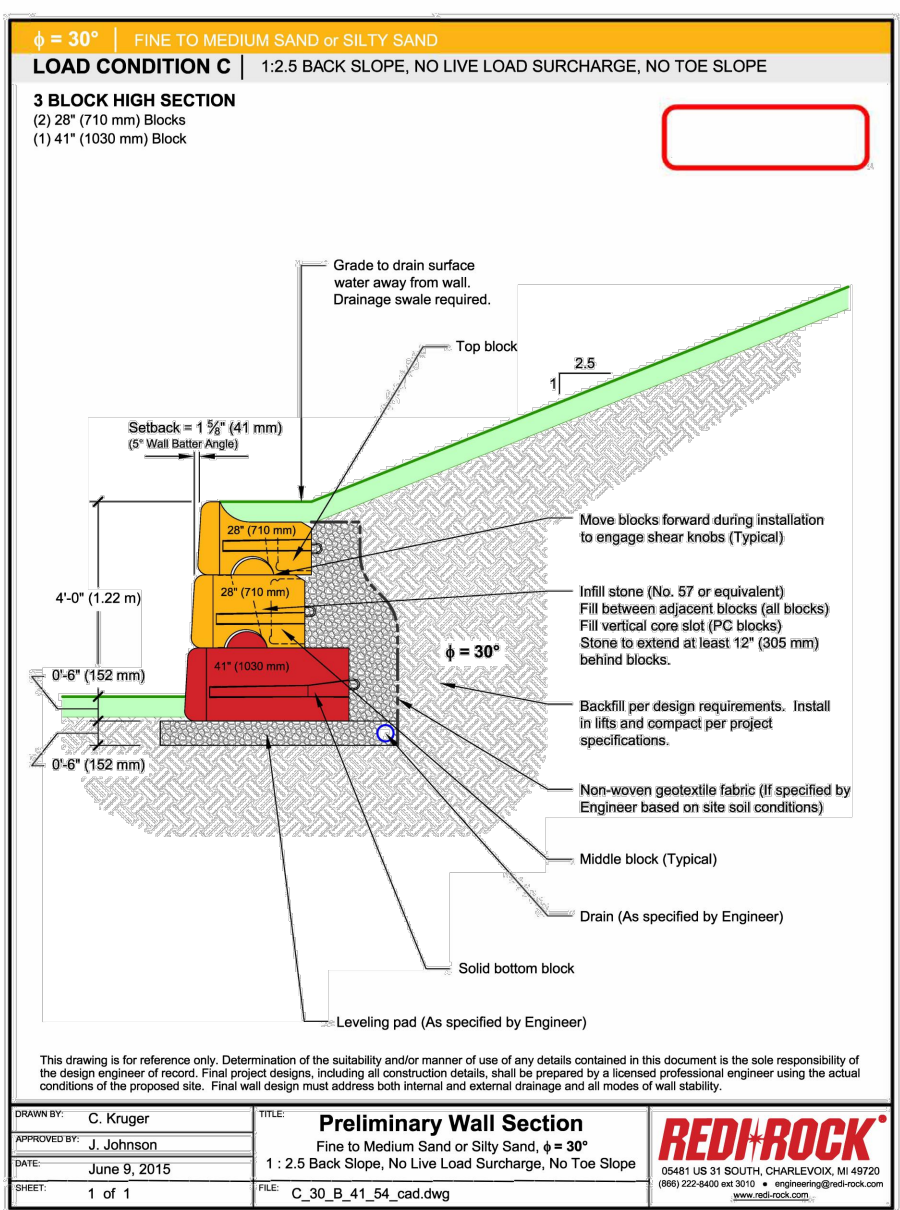 ϕ = 30° | FINE TO MEDIUM SAND or SILTY SAND
LOAD CONDITION C | 1:2.5 BACK SLOPE, NO LIVE LOAD SURCHARGE, NO TOE SLOPE
3 BLOCK HIGH SECTION
(2) 28" (710 mm) Blocks
(1) 41" (1030 mm) Block
Grade to drain surface
water away from wall.
Drainage swale required.
Top block
2.5
1
Setback = 1 5/8" (41 mm)
(5° Wall Batter Angle)
28" (710 mm)
Move blocks forward during installation
to engage shear knobs (Typical)
28" (710 mm)
4'-0" (1.22 m)
Infill stone (No. 57 or equivalent)
Fill between adjacent blocks (all blocks)
Fill vertical core slot (PC blocks)
Stone to extend at least 12" (305 mm)
behind blocks.
ϕ = 30°
41" (1030 mm)
0'-6" (152 mm)
Backfill per design requirements. Install
in lifts and compact per project
specifications.
0'-6" (152 mm)
Non-woven geotextile fabric (If specified by
Engineer based on site soil conditions)
Middle block (Typical)
Drain (As specified by Engineer)
Solid bottom block
Leveling pad (As specified by Engineer)
This drawing is for reference only. Determination of the suitability and/or manner of use of any details contained in this document is the sole responsibility of
the design engineer of record. Final project designs, including all construction details, shall be prepared by a licensed professional engineer using the actual
conditions of the proposed site. Final wall design must address both internal and external drainage and all modes of wall stability.
DRAWN BY: C. Kruger
APPROVED BY: J. Johnson
DATE: June 9, 2015
SHEET: 1 of 1
TITLE: Preliminary Wall Section
Fine to Medium Sand or Silty Sand, ϕ = 30°
1 : 2.5 Back Slope, No Live Load Surcharge, No Toe Slope
FILE: C_30_B_41_54_cad.dwg
REDI ROCK
05481 US 31 SOUTH, CHARLEVOIX, MI 49720
(866) 222-8400 ext 3010 • engineering@redi-rock.com
www.redi-rock.com